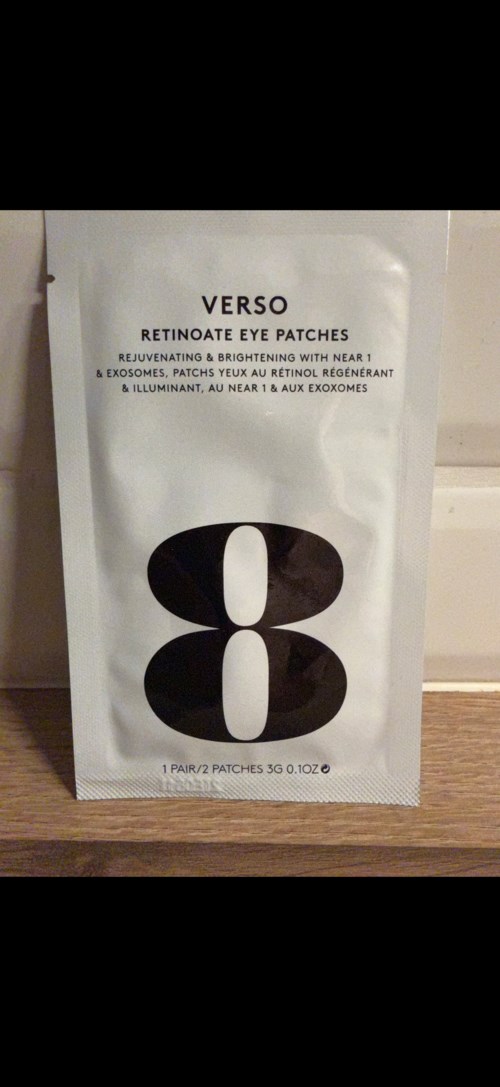 VERSO
RETINOATE EYE PATCHES
REJUVENATING & BRIGHTENING WITH NEAR 1
& EXOSOMES, PATCHS YEUX AU RÉTINOL RÉGÉNÉRANT
& ILLUMINANT, AU NEAR 1 & AUX EXOXOMES
8
1 PAIR/2 PATCHES 3G 0.1OZ